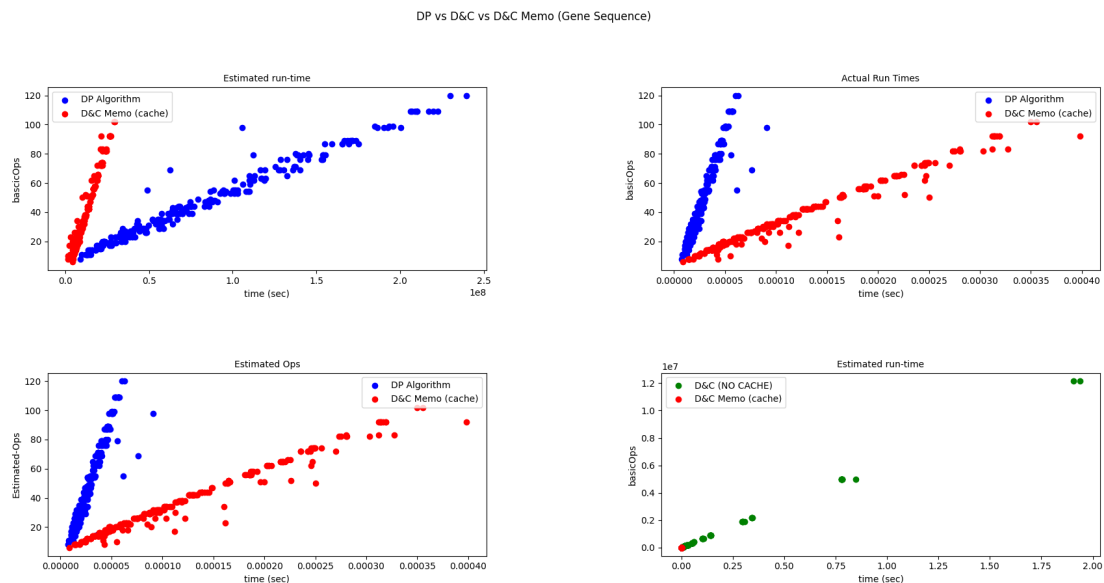 DP vs D&C vs D&C Memo (Gene Sequence)
Estimated run-time
DP Algorithm
D&C Memo (cache)
bascicOps
120
100
80
60
40
20
0.0
0.5
1.0
1.5
2.0
2.5
1e8
time (sec)
Actual Run Times
DP Algorithm
D&C Memo (cache)
basicOps
120
100
80
60
40
20
0.00000
0.00005
0.00010
0.00015
0.00020
0.00025
0.00030
0.00035
0.00040
time (sec)
Estimated Ops
DP Algorithm
D&C Memo (cache)
Estimated-Ops
120
100
80
60
40
20
0.00000
0.00005
0.00010
0.00015
0.00020
0.00025
0.00030
0.00035
0.00040
time (sec)
Estimated run-time
1e7
D&C (NO CACHE)
D&C Memo (cache)
basicOps
1.2
1.0
0.8
0.6
0.4
0.2
0.0
0.00
0.25
0.50
0.75
1.00
1.25
1.50
1.75
2.00
time (sec)